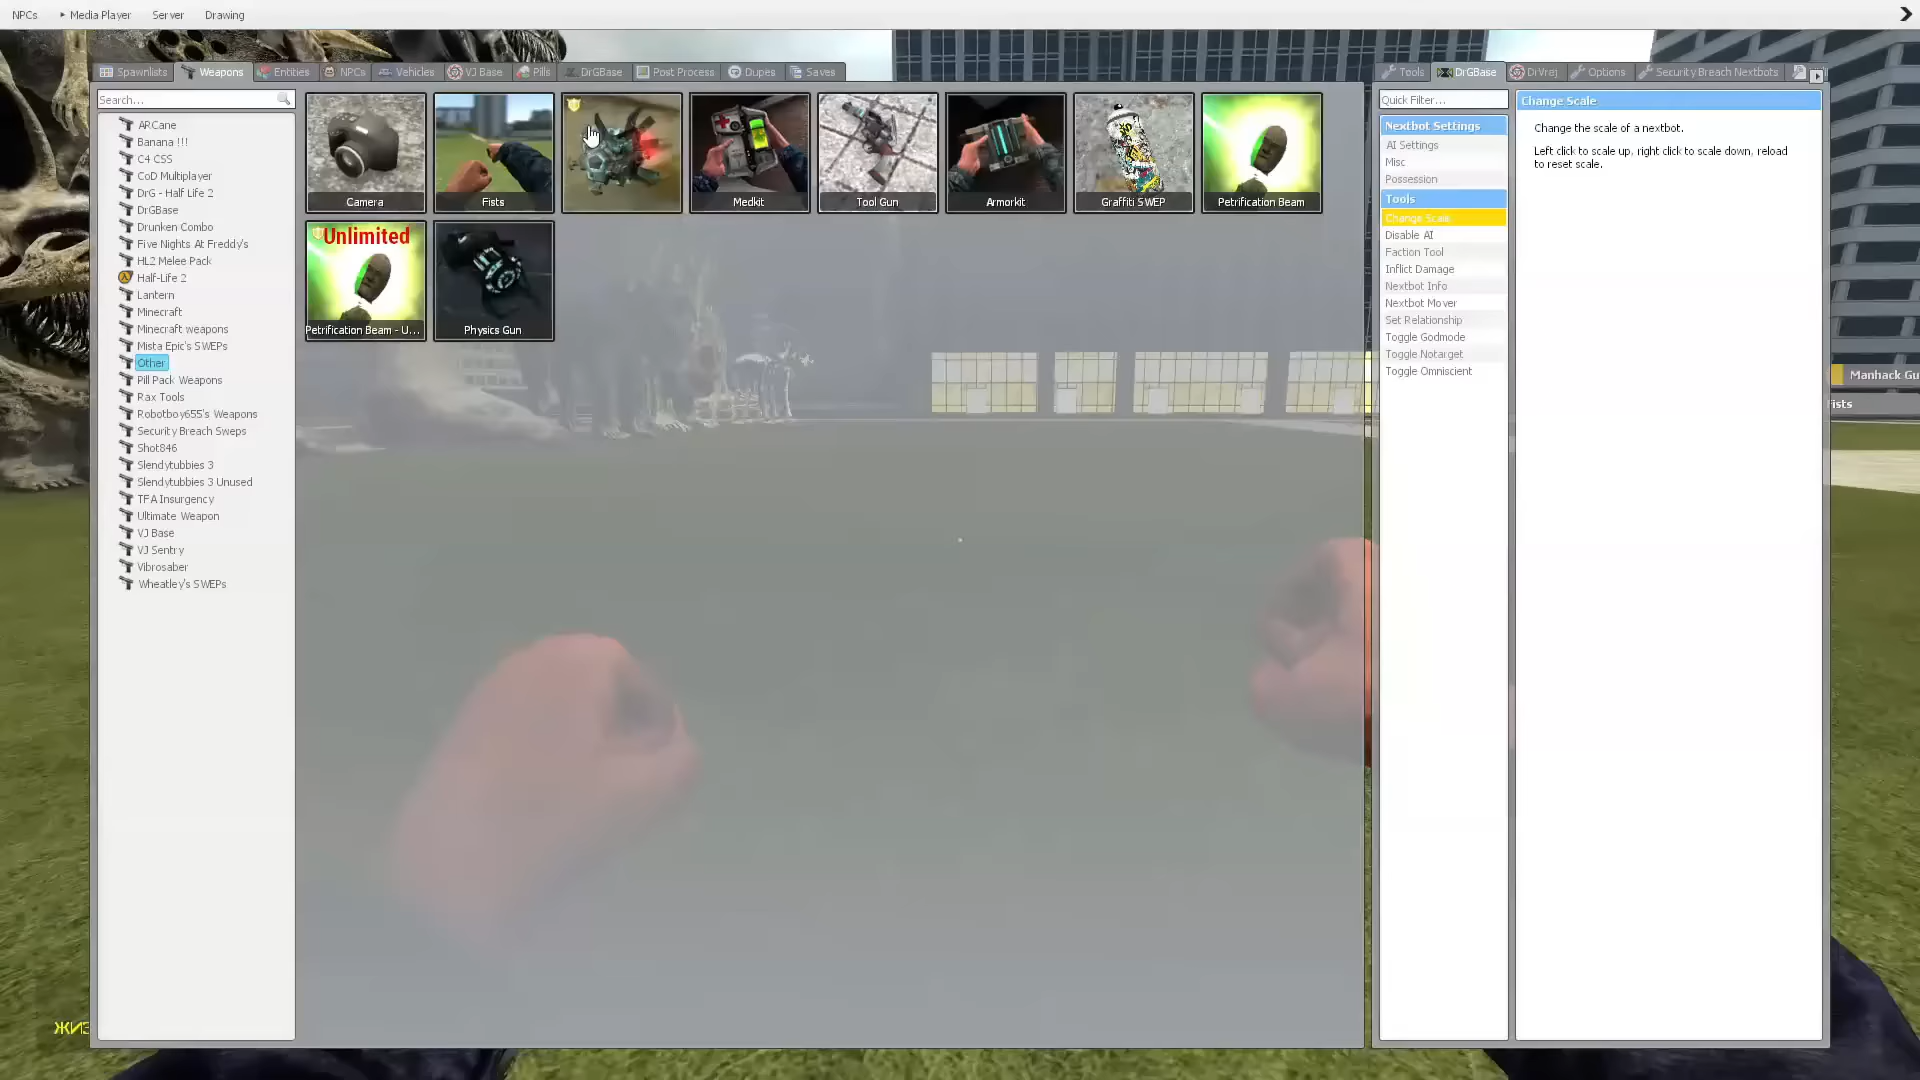 NPCs Media Player Server Drawing
Spawnlists Weapons Entities NPCs Vehicles VJ Base Pills DrGBase Post Process Dupes Saves
Tools DrGBase DrVrej Options Security Breach Nextbots
Search...
ARCane
Banana !!!
C4 CSS
CoD Multiplayer
DrG - Half Life 2
DrGBase
Drunken Combo
Five Nights At Freddy's
HL2 Melee Pack
Half-Life 2
Lantern
Minecraft
Minecraft weapons
Mista Epic's SWEPs
Other
Pill Pack Weapons
Rax Tools
Robotboy655's Weapons
Security Breach Sweps
Shot846
Slendytubbies 3
Slendytubbies 3 Unused
TFA Insurgency
Ultimate Weapon
VJ Base
VJ Sentry
Vibrosaber
Wheatley's SWEPs
Camera
Fists
Medkit
Tool Gun
Armorkit
Graffiti SWEP
Petrification Beam
Unlimited
Petrification Beam - U...
Physics Gun
Quick Filter...
Nextbot Settings
AI Settings
Misc
Possession
Tools
Change Scale
Disable AI
Faction Tool
Inflict Damage
Nextbot Info
Nextbot Mover
Set Relationship
Toggle Godmode
Toggle Notarget
Toggle Omniscient
Change Scale
Change the scale of a nextbot.
Left click to scale up, right click to scale down, reload
to reset scale.
Manhack Gu
ists
ЖИЗ